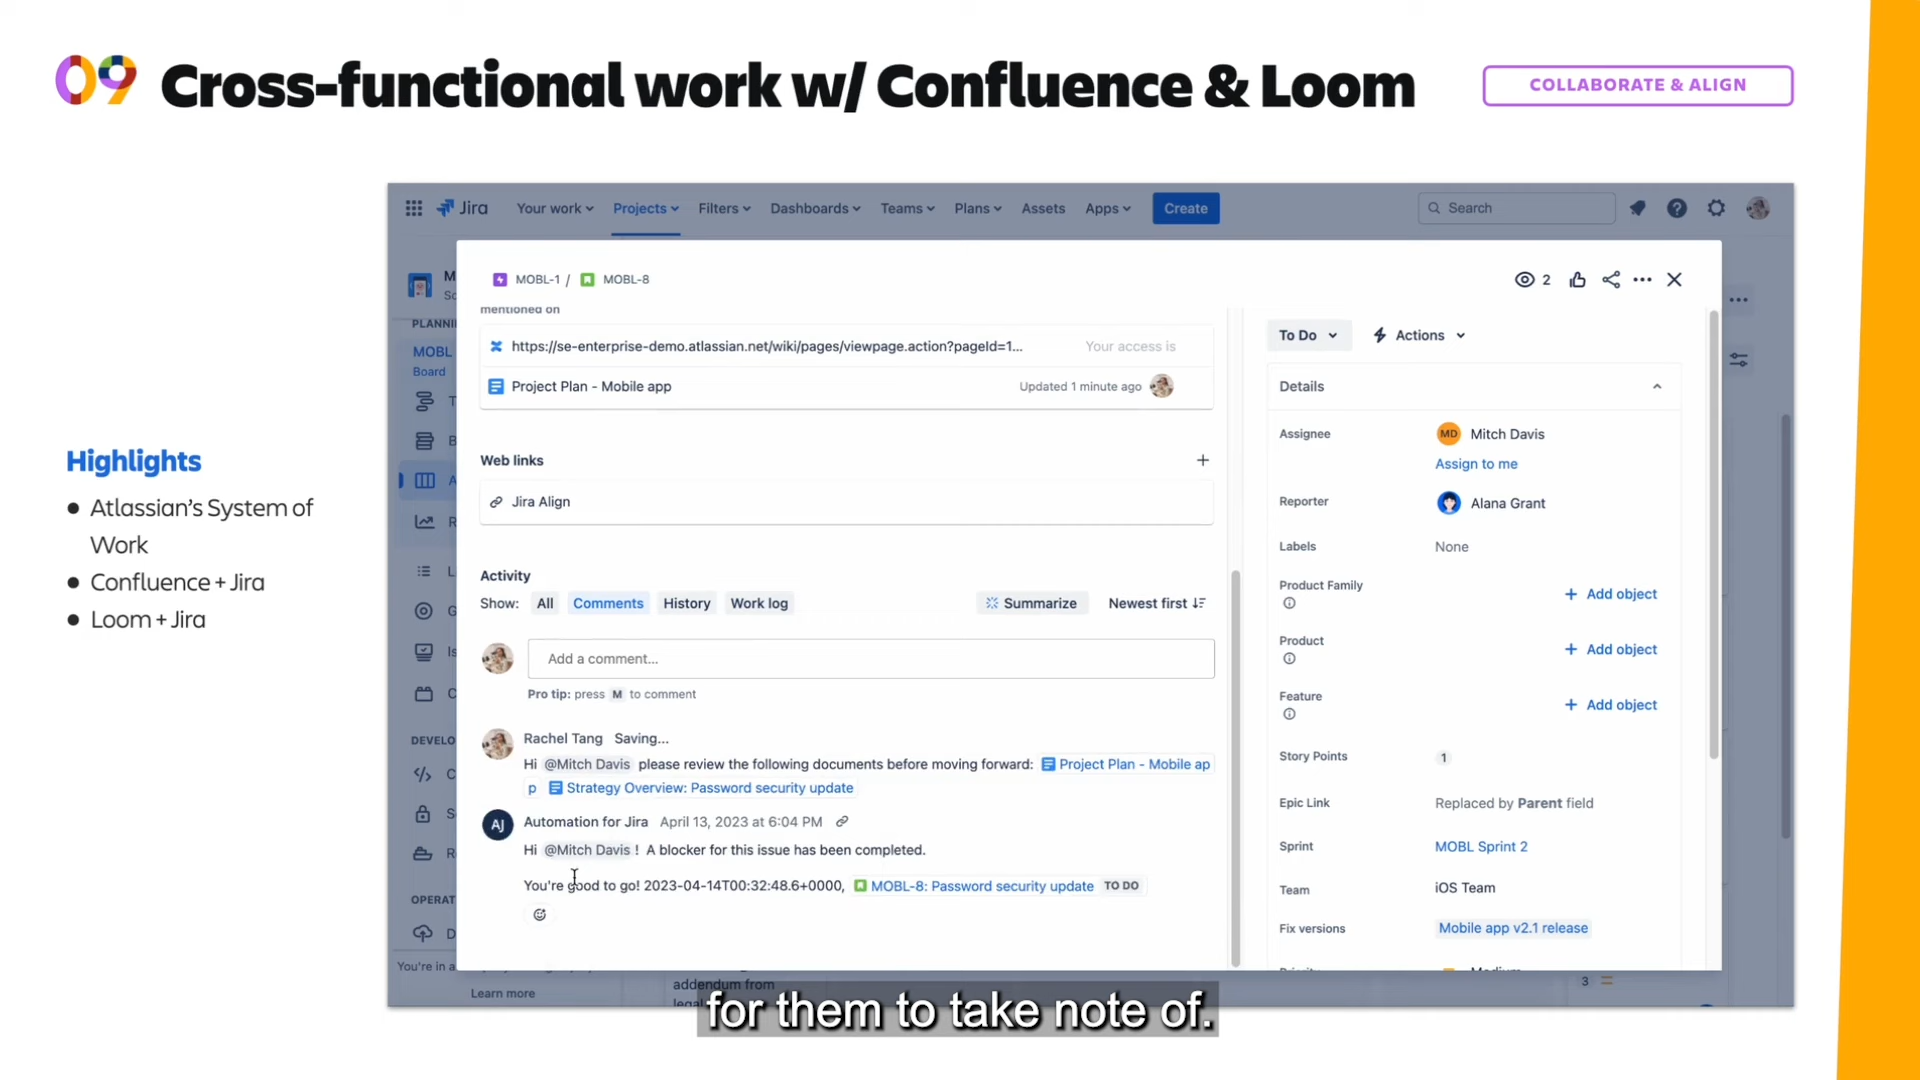 09 Cross-functional work w/ Confluence & Loom
COLLABORATE & ALIGN
Highlights
● Atlassian's System of
Work
● Confluence + Jira
● Loom + Jira
Jira
Your work
Projects
Filters
Dashboards
Teams
Plans
Assets
Apps
Create
Search
MOBL
Board
DEVELO
OPERAT
You're in a
Learn more
addendum from
legal
3
MOBL-1 / MOBL-8
2
mentioned on
https://se-enterprise-demo.atlassian.net/wiki/pages/viewpage.action?pageId=1...
Your access is
Project Plan - Mobile app
Updated 1 minute ago
Web links
Jira Align
Activity
Show: All Comments History Work log
Summarize
Newest first
Add a comment...
Pro tip: press M to comment
Rachel Tang Saving...
Hi @Mitch Davis please review the following documents before moving forward: Project Plan - Mobile ap
p Strategy Overview: Password security update
AJ
Automation for Jira April 13, 2023 at 6:04 PM
Hi @Mitch Davis ! A blocker for this issue has been completed.
You're good to go! 2023-04-14T00:32:48.6+0000, MOBL-8: Password security update TO DO
To Do
Actions
Details
Assignee
MD Mitch Davis
Assign to me
Reporter
Alana Grant
Labels
None
Product Family
+ Add object
Product
+ Add object
Feature
+ Add object
Story Points
1
Epic Link
Replaced by Parent field
Sprint
MOBL Sprint 2
Team
iOS Team
Fix versions
Mobile app v2.1 release
for them to take note of.